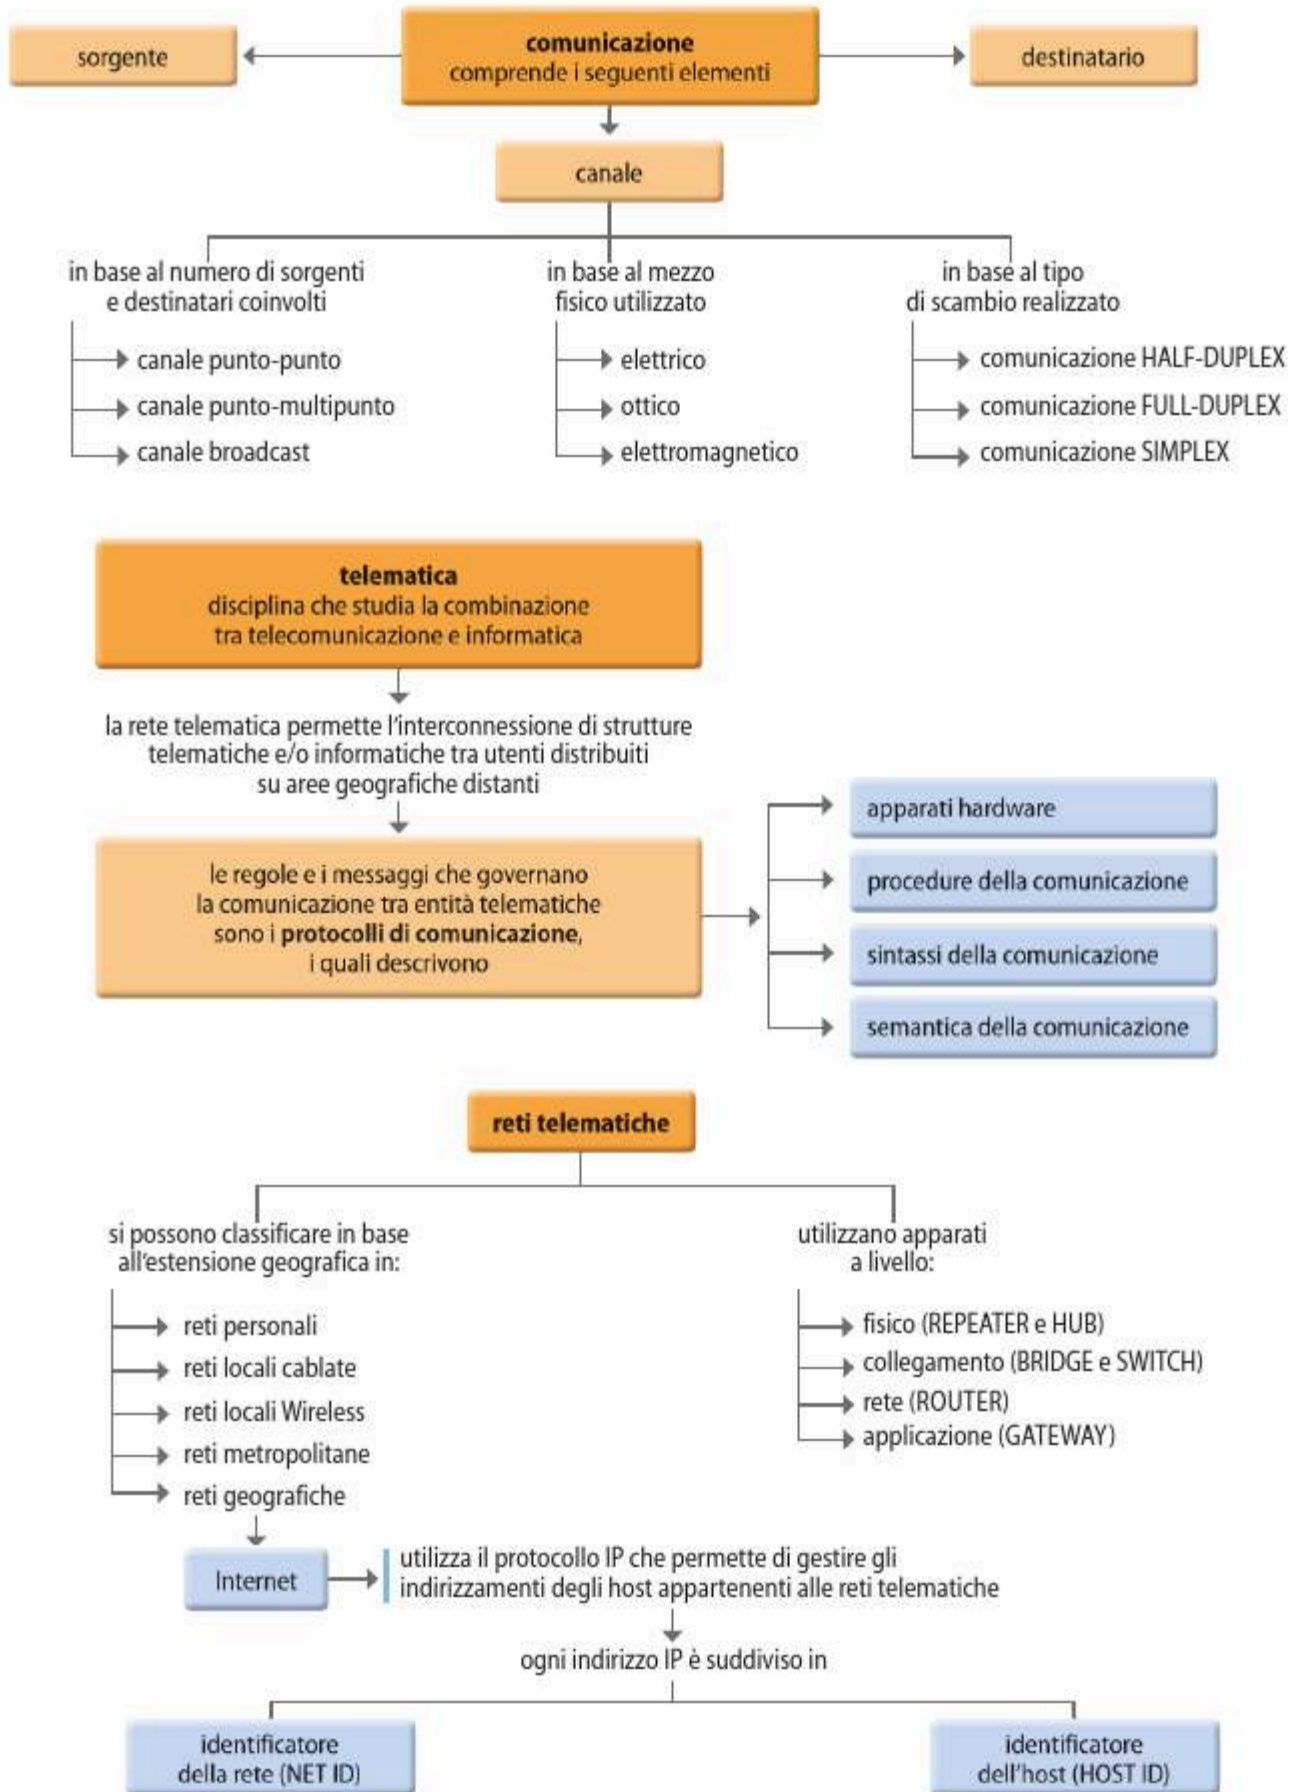 comunicazione
comprende i seguenti elementi
sorgente
destinatario
canale
in base al numero di sorgenti
e destinatari coinvolti
canale punto-punto
canale punto-multipunto
canale broadcast
in base al mezzo
fisico utilizzato
elettrico
ottico
elettromagnetico
in base al tipo
di scambio realizzato
comunicazione HALF-DUPLEX
comunicazione FULL-DUPLEX
comunicazione SIMPLEX
telematica
disciplina che studia la combinazione
tra telecomunicazione e informatica
la rete telematica permette l'interconnessione di strutture
telematiche e/o informatiche tra utenti distribuiti
su aree geografiche distanti
le regole e i messaggi che governano
la comunicazione tra entità telematiche
sono i protocolli di comunicazione,
i quali descrivono
apparati hardware
procedure della comunicazione
sintassi della comunicazione
semantica della comunicazione
reti telematiche
si possono classificare in base
all'estensione geografica in:
reti personali
reti locali cablate
reti locali Wireless
reti metropolitane
reti geografiche
utilizzano apparati
a livello:
fisico (REPEATER e HUB)
collegamento (BRIDGE e SWITCH)
rete (ROUTER)
applicazione (GATEWAY)
Internet
utilizza il protocollo IP che permette di gestire gli
indirizzamenti degli host appartenenti alle reti telematiche
ogni indirizzo IP è suddiviso in
identificatore
della rete (NET ID)
identificatore
dell'host (HOST ID)